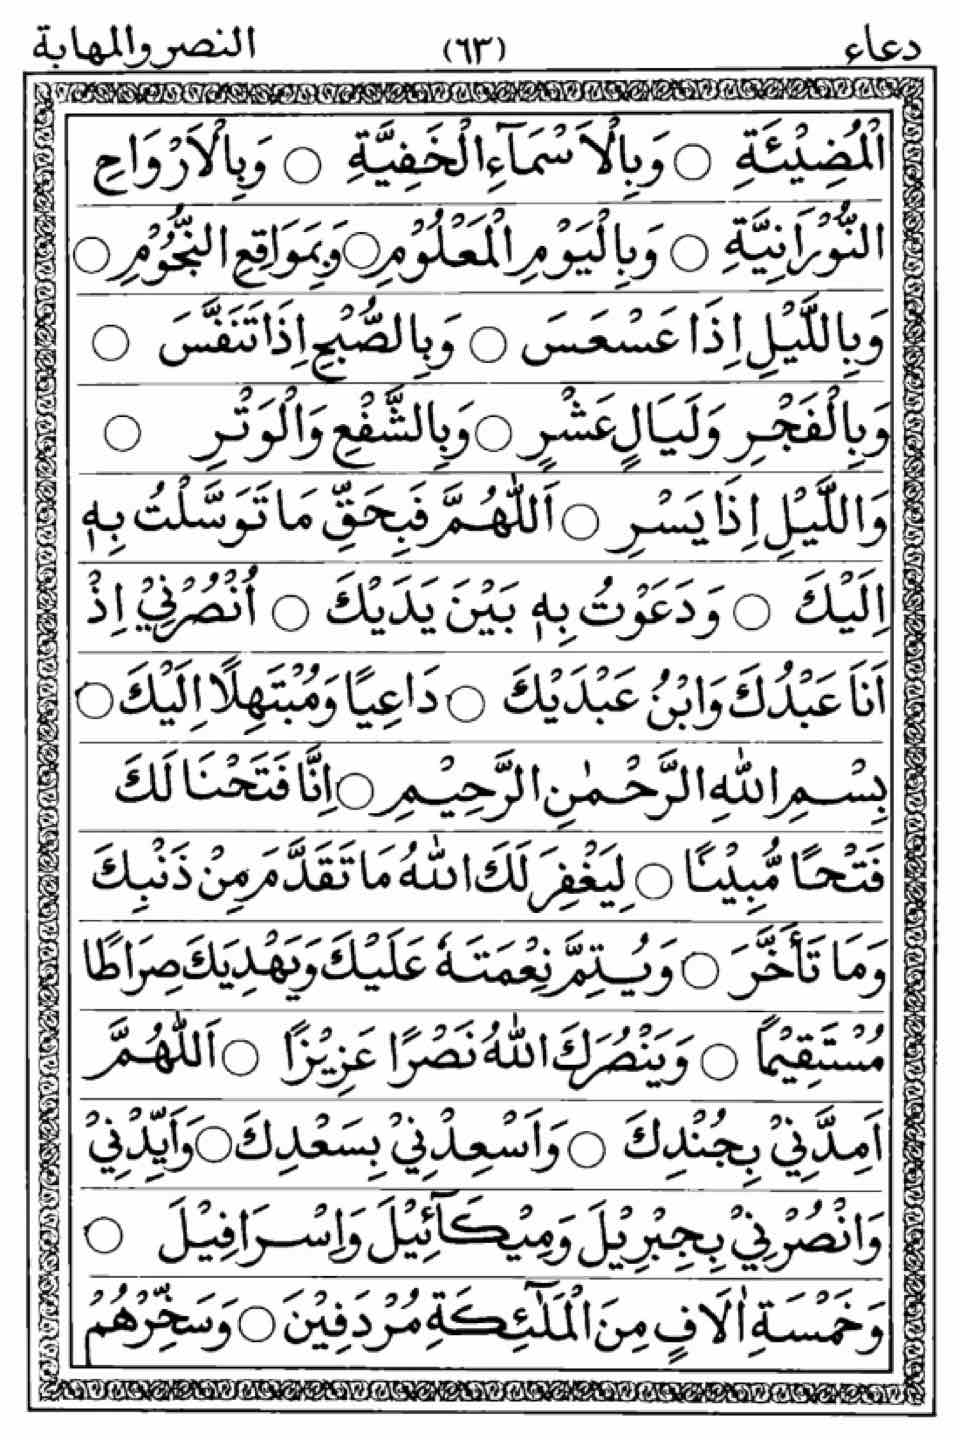 دعاء (٦٣) النصر والمهابة
الْمُضِيْئَةِ ○ وَبِالْاَسْمَآءِ الْخَفِيَّةِ ○ وَبِالْاَرْوَاحِ
النُّوْرَانِيَّةِ ○ وَبِالْيَوْمِ الْمَعْلُوْمِ ○ وَبِمَوَاقِعِ النُّجُوْمِ ○
وَبِاللَّيْلِ اِذَا عَسْعَسَ ○ وَبِالصُّبْحِ اِذَا تَنَفَّسَ ○
وَبِالْفَجْرِ وَلَيَالٍ عَشْرٍ ○ وَبِالشَّفْعِ وَالْوَتْرِ ○
وَاللَّيْلِ اِذَا يَسْرِ ○ اَللّٰهُمَّ فَبِحَقِّ مَا تَوَسَّلْتُ بِهٖ
اِلَيْكَ ○ وَدَعَوْتُ بِهٖ بَيْنَ يَدَيْكَ ○ اُنْصُرْنِيْ اِذْ
اَنَا عَبْدُكَ وَابْنُ عَبْدَيْكَ ○ دَاعِيًا وَمُبْتَهِلًا اِلَيْكَ ○
بِسْمِ اللّٰهِ الرَّحْمٰنِ الرَّحِيْمِ ○ اِنَّا فَتَحْنَا لَكَ
فَتْحًا مُّبِيْنًا ○ لِيَغْفِرَ لَكَ اللّٰهُ مَا تَقَدَّمَ مِنْ ذَنْبِكَ
وَمَا تَأَخَّرَ ○ وَيُتِمَّ نِعْمَتَهٗ عَلَيْكَ وَيَهْدِيَكَ صِرَاطًا
مُسْتَقِيْمًا ○ وَيَنْصُرَكَ اللّٰهُ نَصْرًا عَزِيْزًا ○ اَللّٰهُمَّ
اَمِدَّنِيْ بِجُنْدِكَ ○ وَاَسْعِدْنِيْ بِسَعْدِكَ ○ وَاَيِّدْنِيْ
وَانْصُرْنِيْ بِجِبْرِيْلَ وَمِيْكَآئِيْلَ وَاِسْرَافِيْلَ ○
وَخَمْسَةِ اٰلَافٍ مِنَ الْمَلٰٓئِكَةِ مُرْدَفِيْنَ ○ وَسَخِّرْهُمْ